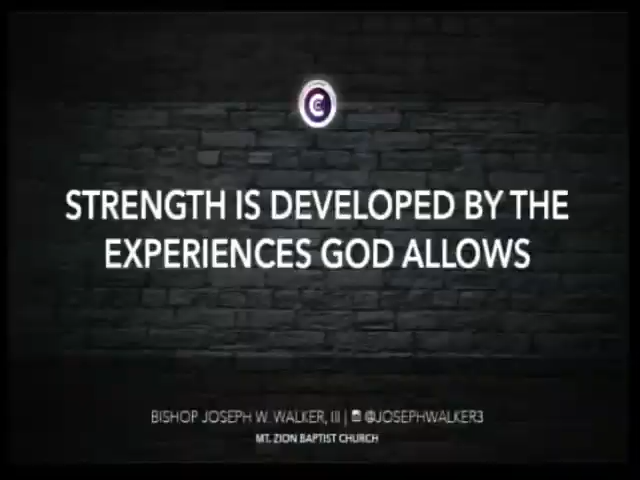 STRENGTH IS DEVELOPED BY THE
EXPERIENCES GOD ALLOWS
BISHOP JOSEPH W. WALKER, III | @JOSEPHWALKER3
MT. ZION BAPTIST CHURCH